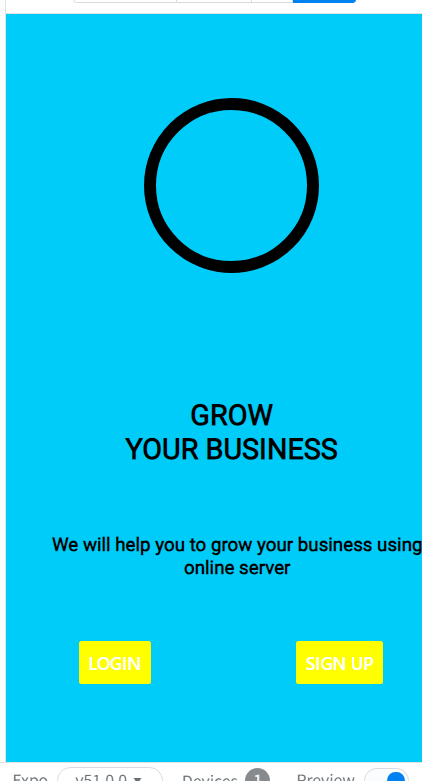 GROW
YOUR BUSINESS
We will help you to grow your business using
online server
LOGIN
SIGN UP
Expo
v51.0.0
Devices
1
Preview